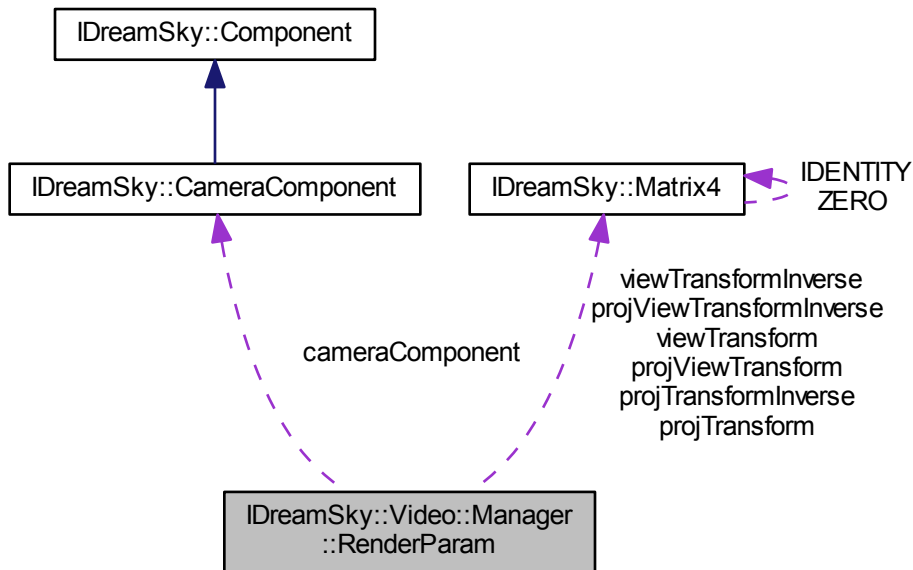 IDreamSky::Component
IDreamSky::CameraComponent
IDreamSky::Matrix4
IDENTITY
ZERO
viewTransformInverse
projViewTransformInverse
viewTransform
projViewTransform
projTransformInverse
projTransform
cameraComponent
IDreamSky::Video::Manager
::RenderParam